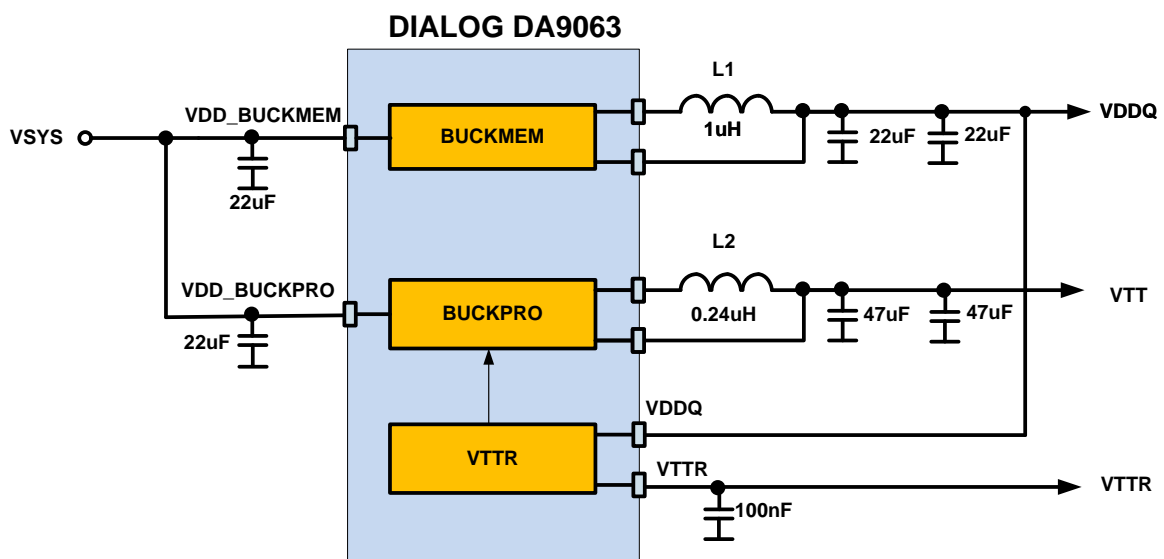 DIALOG DA9063
L1
VDD_BUCKMEM
VSYS
BUCKMEM
1uH
22uF
22uF
VDDQ
22uF
L2
VDD_BUCKPRO
BUCKPRO
0.24uH
47uF
47uF
VTT
22uF
VDDQ
VTTR
VTTR
VTTR
100nF